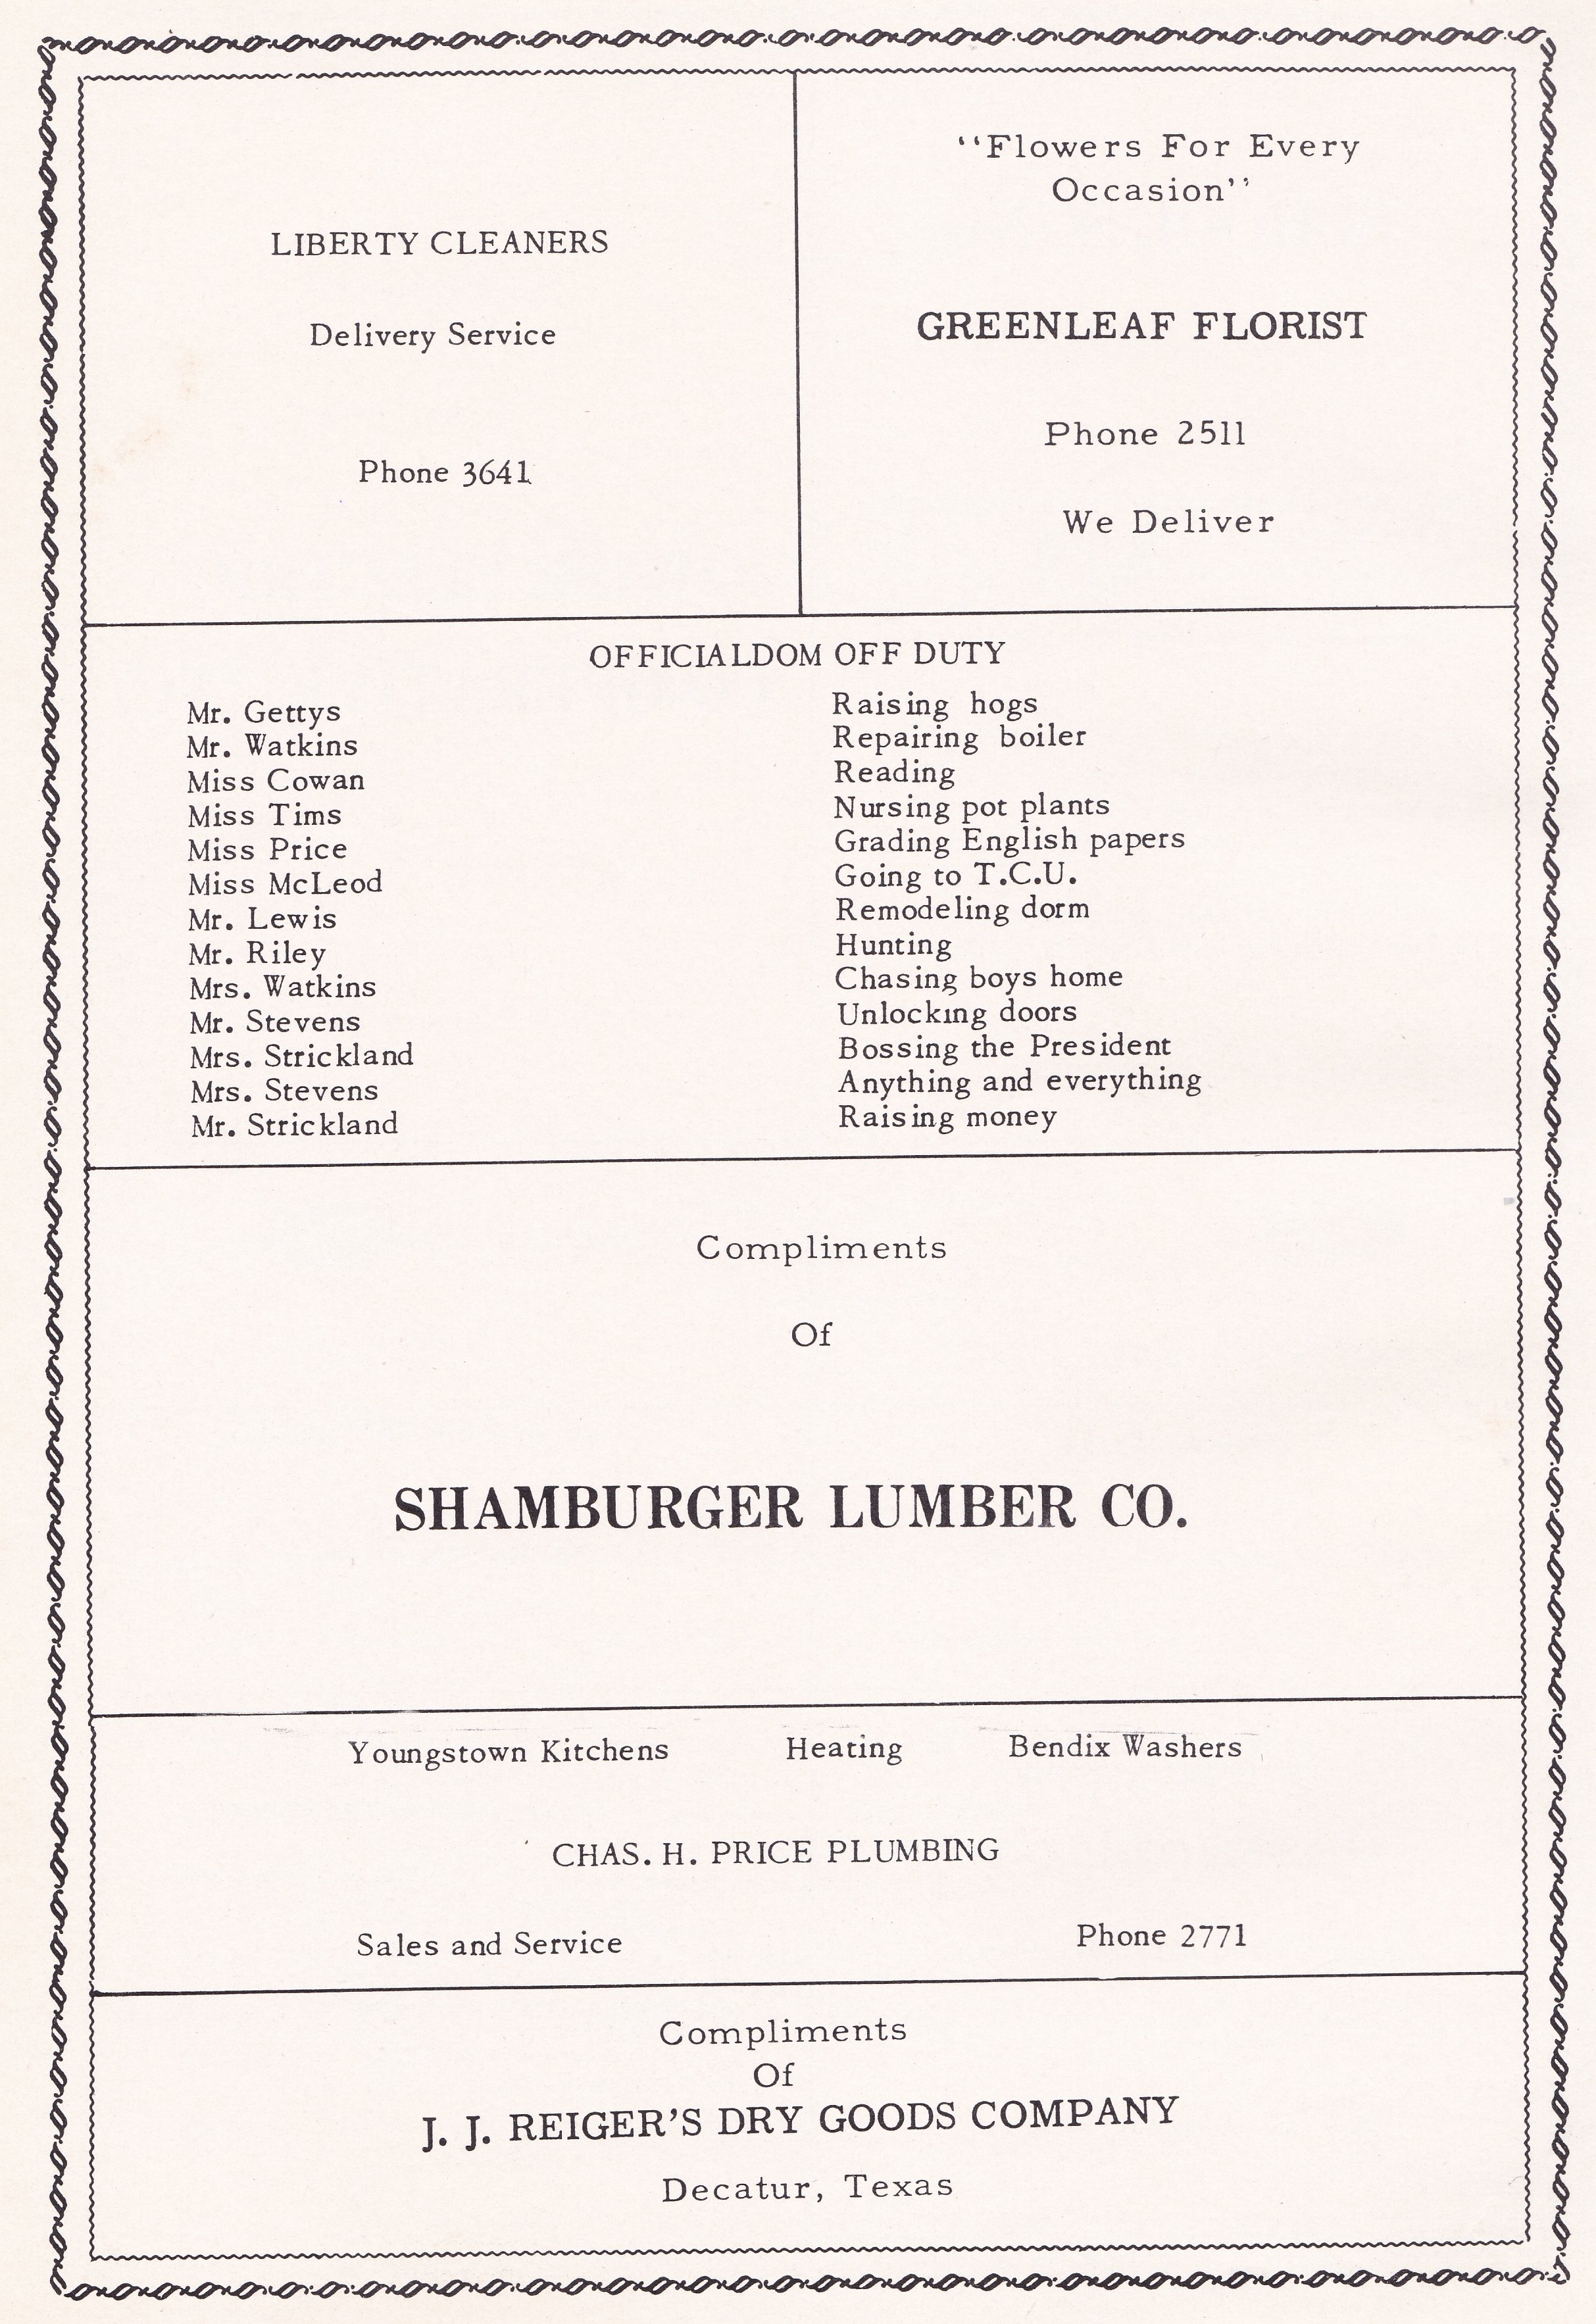 LIBERTY CLEANERS
Delivery Service
Phone 3641
‘‘Flowers For Every
Occasion’’
GREENLEAF FLORIST
Phone 2511
We Deliver
OFFICIALDOM OFF DUTY
Mr. Gettys Raising hogs
Mr. Watkins Repairing boiler
Miss Cowan Reading
Miss Tims Nursing pot plants
Miss Price Grading English papers
Miss McLeod Going to T.C.U.
Mr. Lewis Remodeling dorm
Mr. Riley Hunting
Mrs. Watkins Chasing boys home
Mr. Stevens Unlocking doors
Mrs. Strickland Bossing the President
Mrs. Stevens Anything and everything
Mr. Strickland Raising money
Compliments
Of
SHAMBURGER LUMBER CO.
Youngstown Kitchens Heating Bendix Washers
CHAS. H. PRICE PLUMBING
Sales and Service Phone 2771
Compliments
Of
J. J. REIGER’S DRY GOODS COMPANY
Decatur, Texas